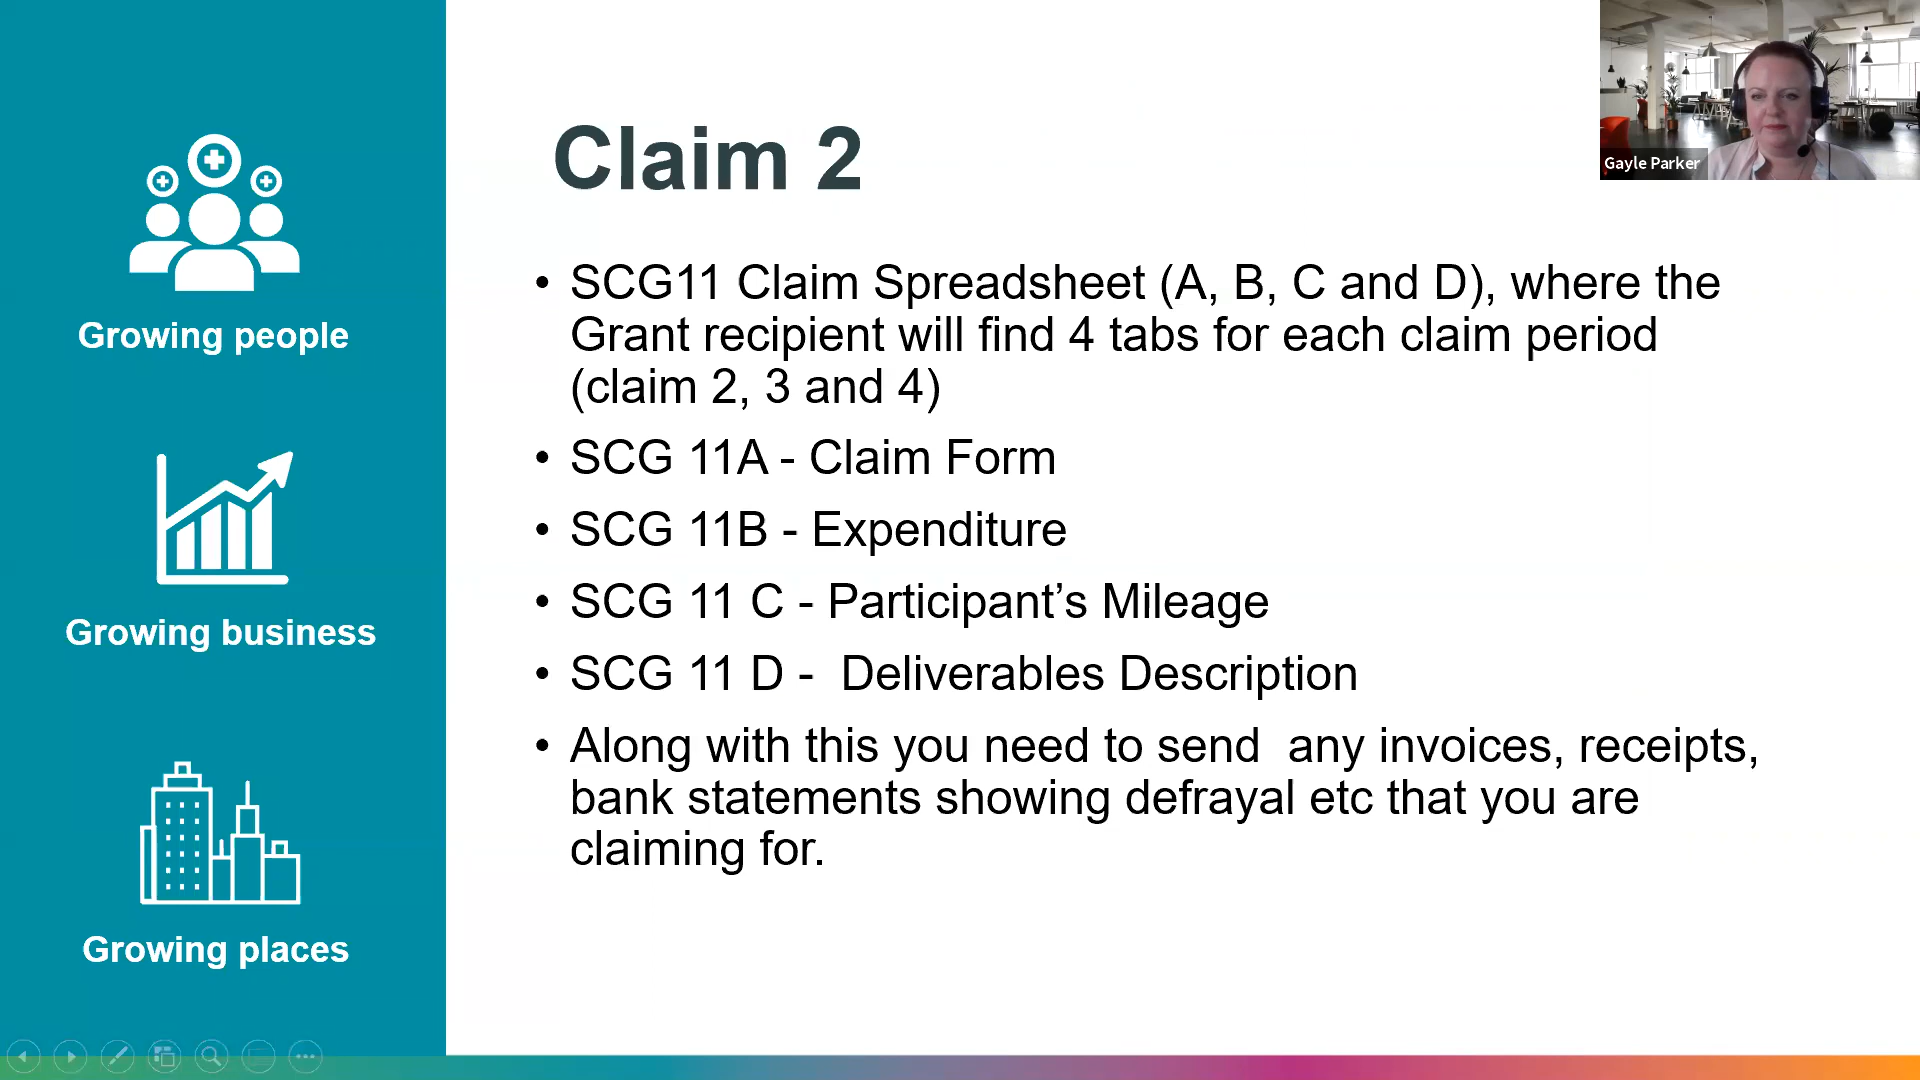 Growing people
Growing business
Growing places
Claim 2
• SCG11 Claim Spreadsheet (A, B, C and D), where the
Grant recipient will find 4 tabs for each claim period
(claim 2, 3 and 4)
• SCG 11A - Claim Form
• SCG 11B - Expenditure
• SCG 11 C - Participant’s Mileage
• SCG 11 D -  Deliverables Description
• Along with this you need to send  any invoices, receipts,
bank statements showing defrayal etc that you are
claiming for.
Gayle Parker